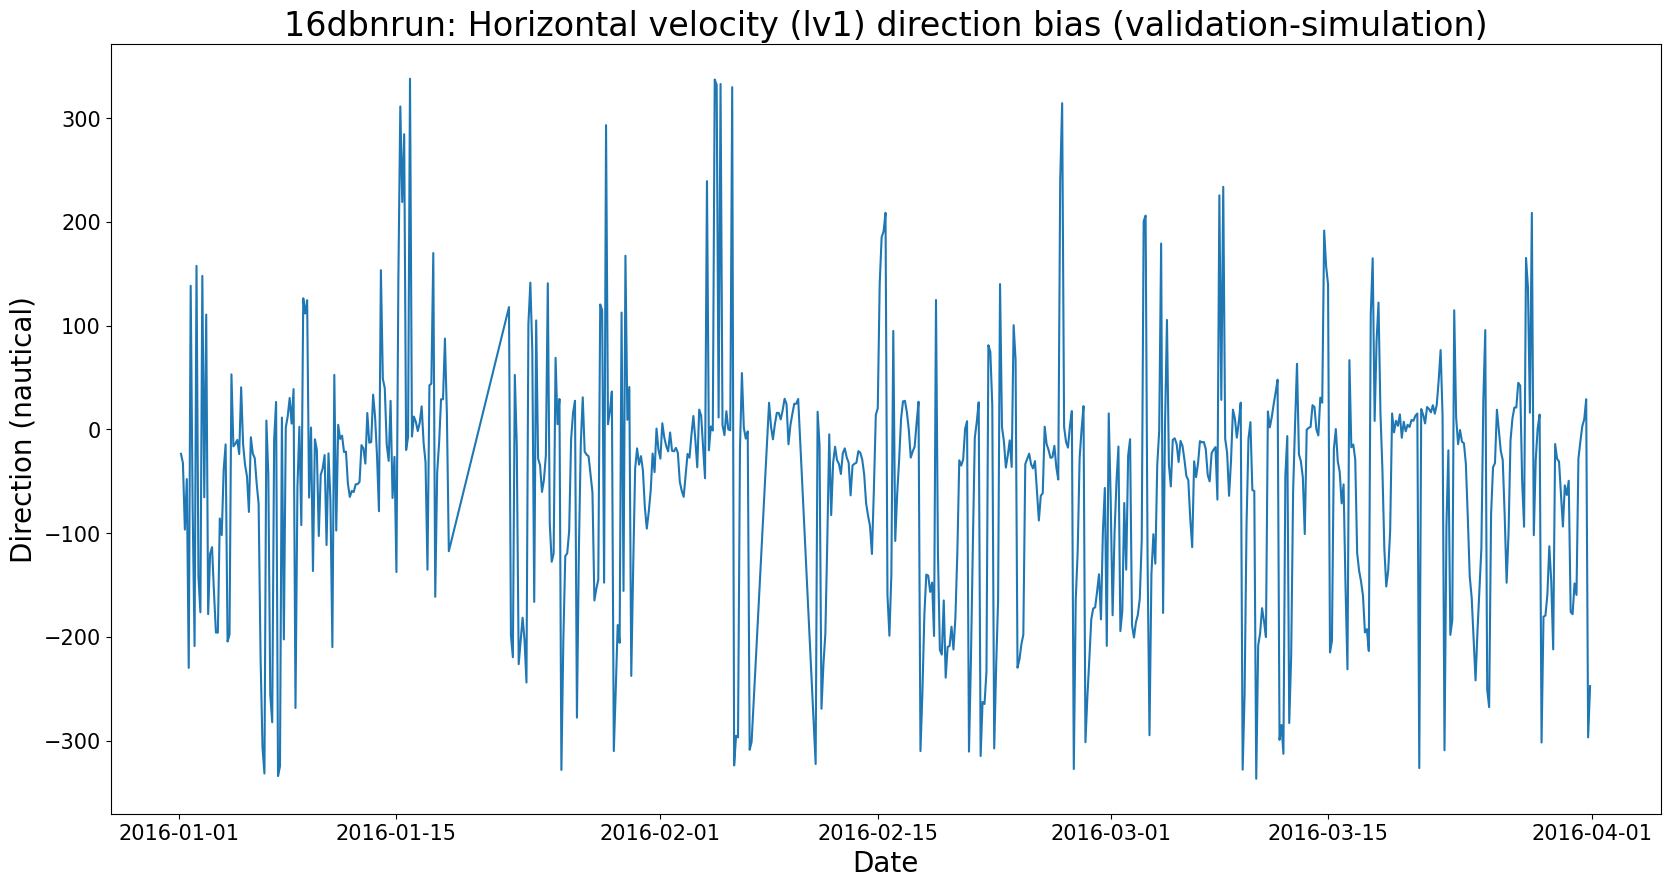 16dbnrun: Horizontal velocity (lv1) direction bias (validation-simulation)
Direction (nautical)
300
200
100
0
−100
−200
−300
2016-01-01 2016-01-15 2016-02-01 2016-02-15 2016-03-01 2016-03-15 2016-04-01
Date